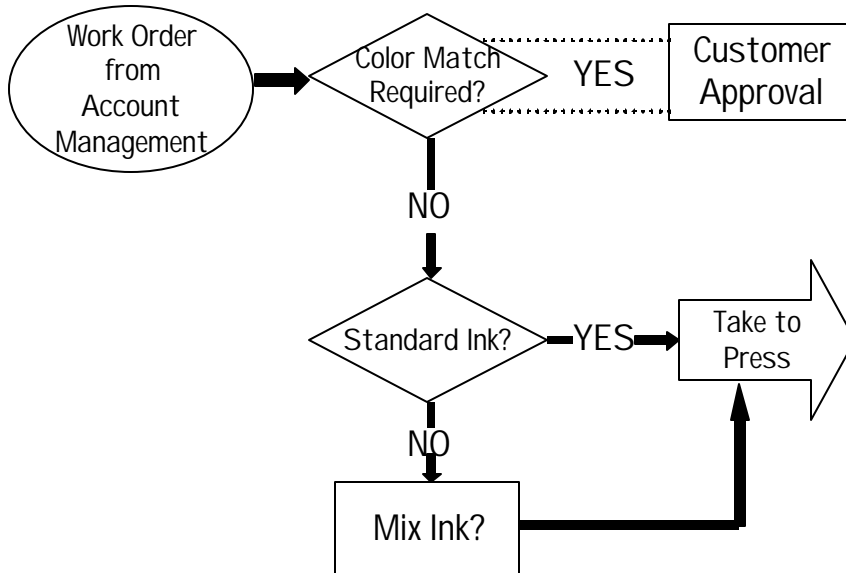 Work Order
from
Account
Management
Color Match
Required?
YES
Customer
Approval
NO
Standard Ink?
YES
Take to
Press
NO
Mix Ink?